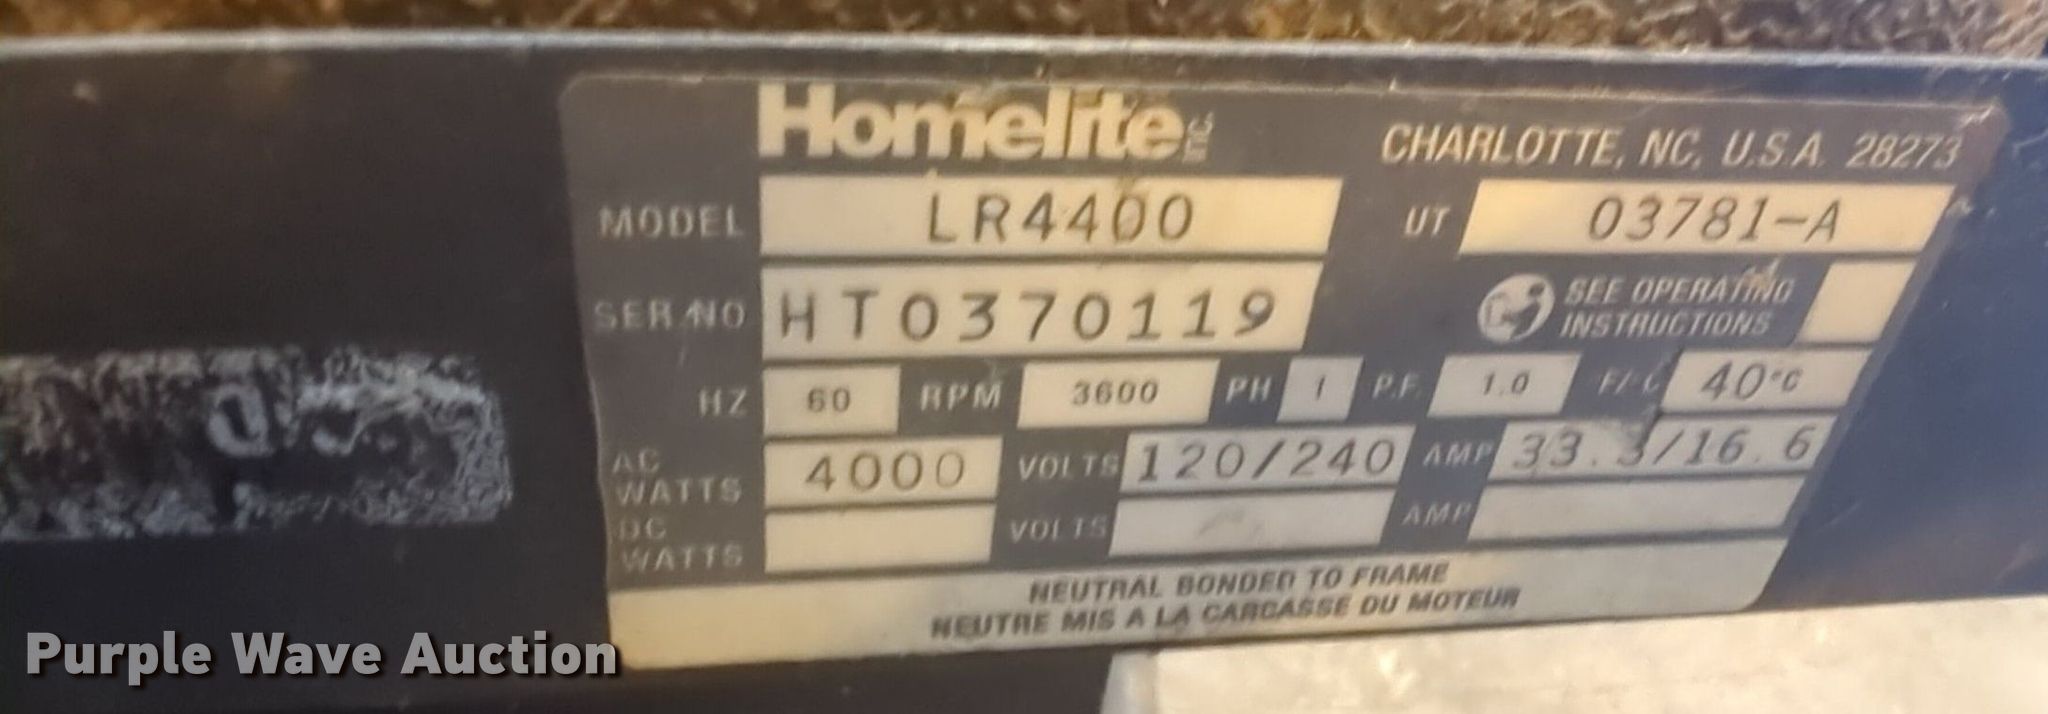 Homelite INC.
CHARLOTTE, NC, U.S.A. 28273
MODEL LR4400 UT 03781-A
SER.NO HT0370119
SEE OPERATING
INSTRUCTIONS
HZ 60 RPM 3600 PH 1 P.F. 1.0 40°C
AC
WATTS 4000 VOLTS 120/240 AMP 33.3/16.6
DC
WATTS VOLTS AMP
NEUTRAL BONDED TO FRAME
NEUTRE MIS A LA CARCASSE DU MOTEUR
Purple Wave Auction